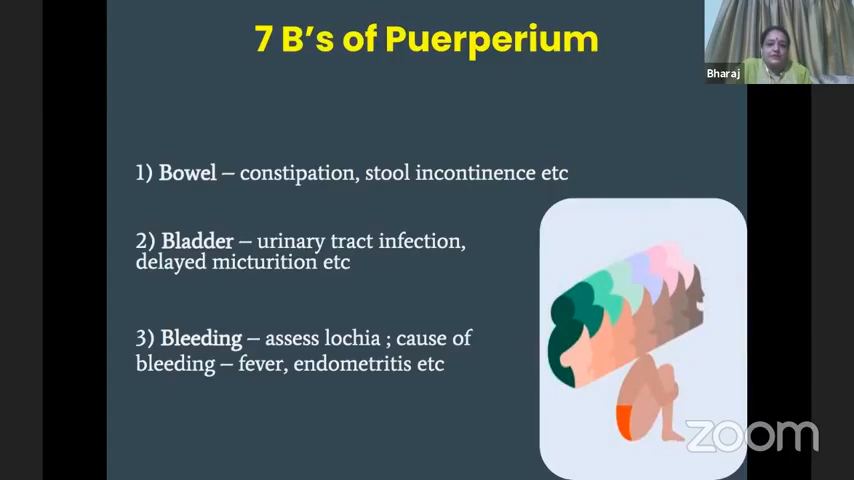 7 B's of Puerperium
Bharaj
1) Bowel – constipation, stool incontinence etc
2) Bladder – urinary tract infection,
delayed micturition etc
3) Bleeding – assess lochia ; cause of
bleeding – fever, endometritis etc
zoom